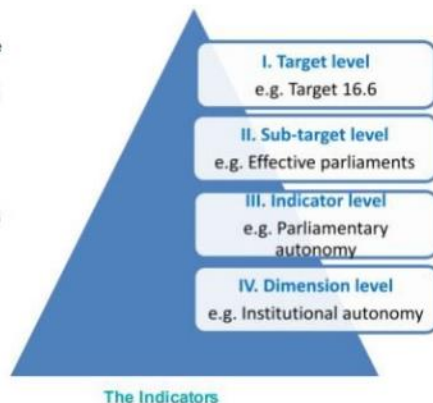 I. Target level
e.g. Target 16.6
II. Sub-target level
e.g. Effective parliaments
III. Indicator level
e.g. Parliamentary
autonomy
IV. Dimension level
e.g. Institutional autonomy
The Indicators